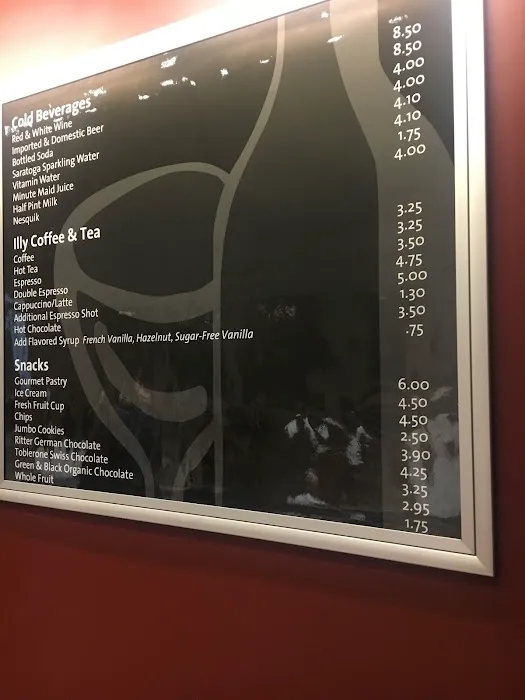 Cold Beverages
Red & White Wine 8.50
Imported & Domestic Beer 8.50
Bottled Soda 4.00
Saratoga Sparkling Water 4.00
Vitamin Water 4.10
Minute Maid Juice 4.10
Half Pint Milk 1.75
Nesquik 4.00
Illy Coffee & Tea
Coffee 3.25
Hot Tea 3.25
Espresso 3.50
Double Espresso 4.75
Cappuccino/Latte 5.00
Additional Espresso Shot 1.30
Hot Chocolate 3.50
Add Flavored Syrup French Vanilla, Hazelnut, Sugar-Free Vanilla .75
Snacks
Gourmet Pastry 6.00
Ice Cream 4.50
Fresh Fruit Cup 4.50
Chips 2.50
Jumbo Cookies 3.90
Ritter German Chocolate 4.25
Toblerone Swiss Chocolate 3.25
Green & Black Organic Chocolate 2.95
Whole Fruit 1.75